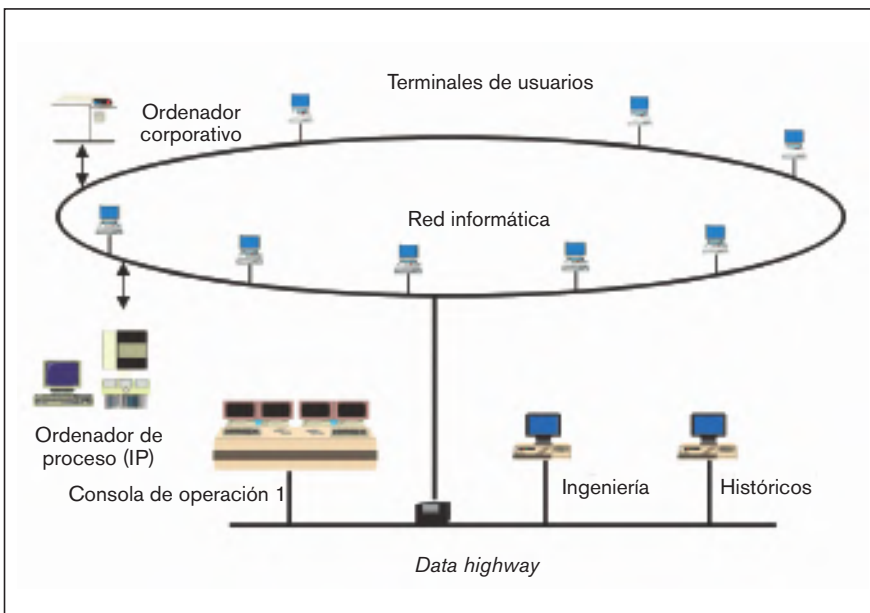 Terminales de usuarios
Ordenador
corporativo
Red informática
Ordenador de
proceso (IP)
Consola de operación 1
Ingeniería
Históricos
Data highway